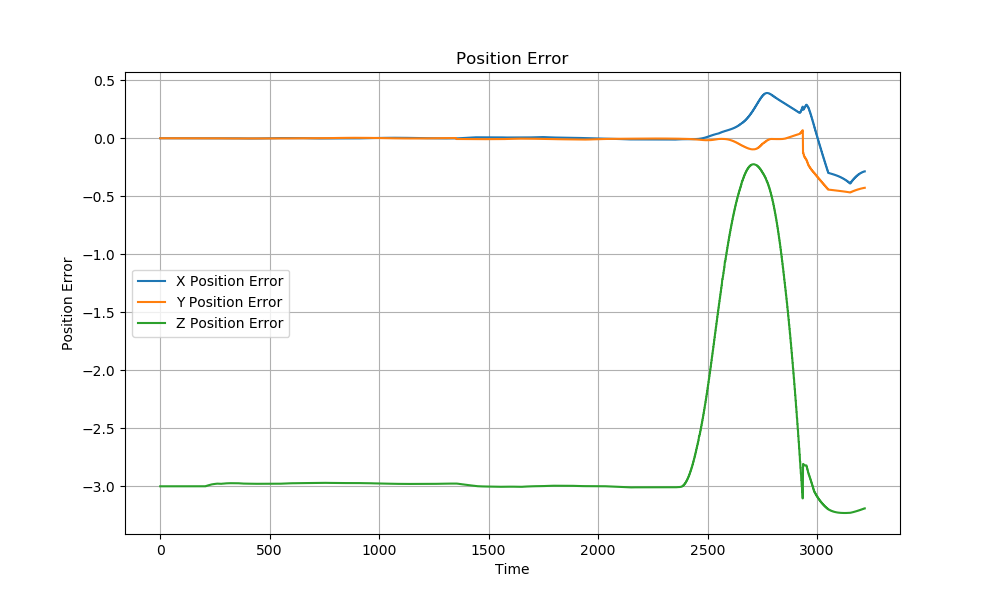 Position Error
0.5
0.0
−0.5
−1.0
−1.5
−2.0
−2.5
−3.0
Position Error
X Position Error
Y Position Error
Z Position Error
0 500 1000 1500 2000 2500 3000
Time